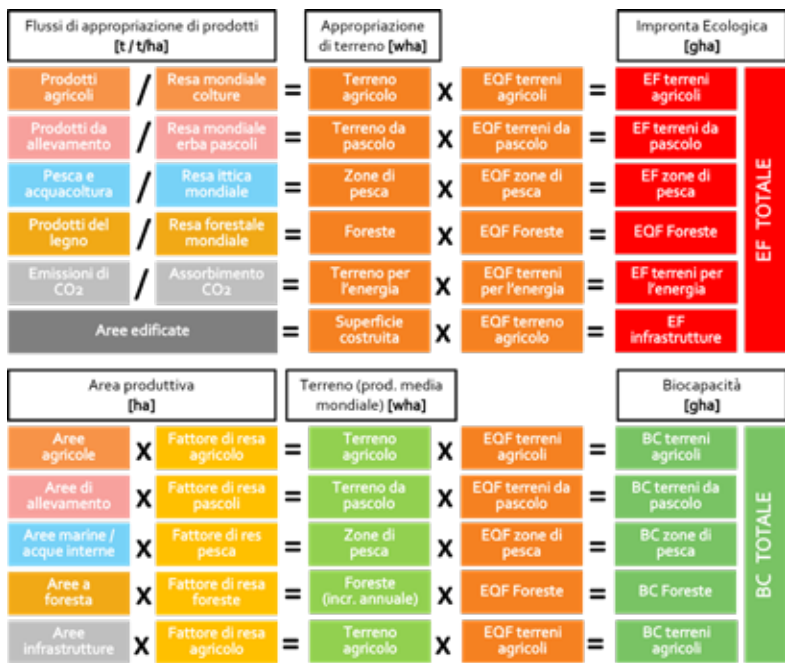 Flussi di appropriazione di prodotti
[t / t/ha]
Appropriazione
di terreno [wha]
Impronta Ecologica
[gha]
Prodotti
agricoli
/
Resa mondiale
colture
=
Terreno
agricolo
X
EQF terreni
agricoli
=
EF terreni
agricoli
Prodotti da
allevamento
/
Resa mondiale
erba pascoli
=
Terreno da
pascolo
X
EQF terreni da
pascolo
=
EF terreni da
pascolo
Pesca e
acquacoltura
/
Resa ittica
mondiale
=
Zone di
pesca
X
EQF zone di
pesca
=
EF zone di
pesca
Prodotti del
legno
/
Resa forestale
mondiale
=
Foreste
X
EQF Foreste
=
EQF Foreste
Emissioni di
CO2
/
Assorbimento
CO2
=
Terreno per
l'energia
X
EQF terreni
per l'energia
=
EF terreni per
l'energia
Aree edificate
=
Superficie
costruita
X
EQF terreno
agricolo
=
EF
infrastrutture
EF TOTALE
Area produttiva
[ha]
Terreno (prod. media
mondiale) [wha]
Biocapacità
[gha]
Aree
agricole
X
Fattore di resa
agricolo
=
Terreno
agricolo
X
EQF terreni
agricoli
=
BC terreni
agricoli
Aree di
allevamento
X
Fattore di resa
pascoli
=
Terreno da
pascolo
X
EQF terreni da
pascolo
=
BC terreni da
pascolo
Aree marine /
acque interne
X
Fattore di res
pesca
=
Zone di
pesca
X
EQF zone di
pesca
=
BC zone di
pesca
Aree a
foresta
X
Fattore di resa
foreste
=
Foreste
(incr. annuale)
X
EQF Foreste
=
BC Foreste
Aree
infrastrutture
X
Fattore di resa
agricolo
=
Terreno
agricolo
X
EQF terreni
agricoli
=
BC terreni
agricoli
BC TOTALE